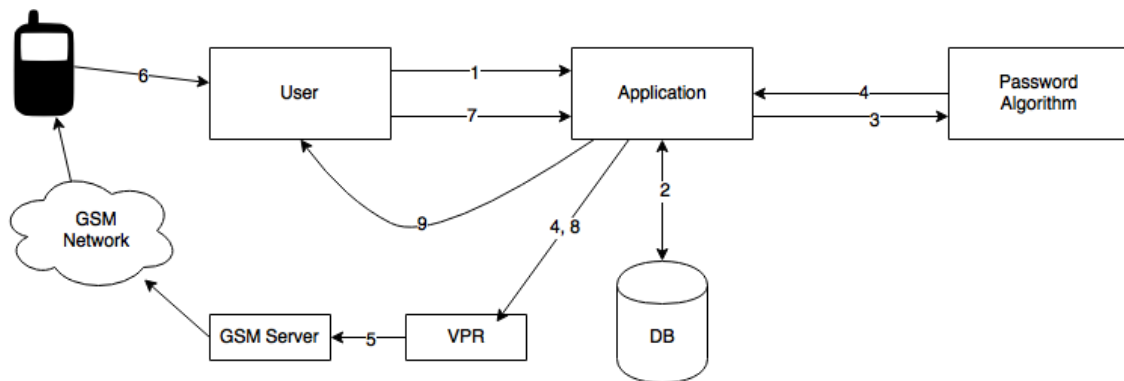 6
User
1
7
Application
4
3
Password
Algorithm
GSM
Network
9
4, 8
2
GSM Server
5
VPR
DB